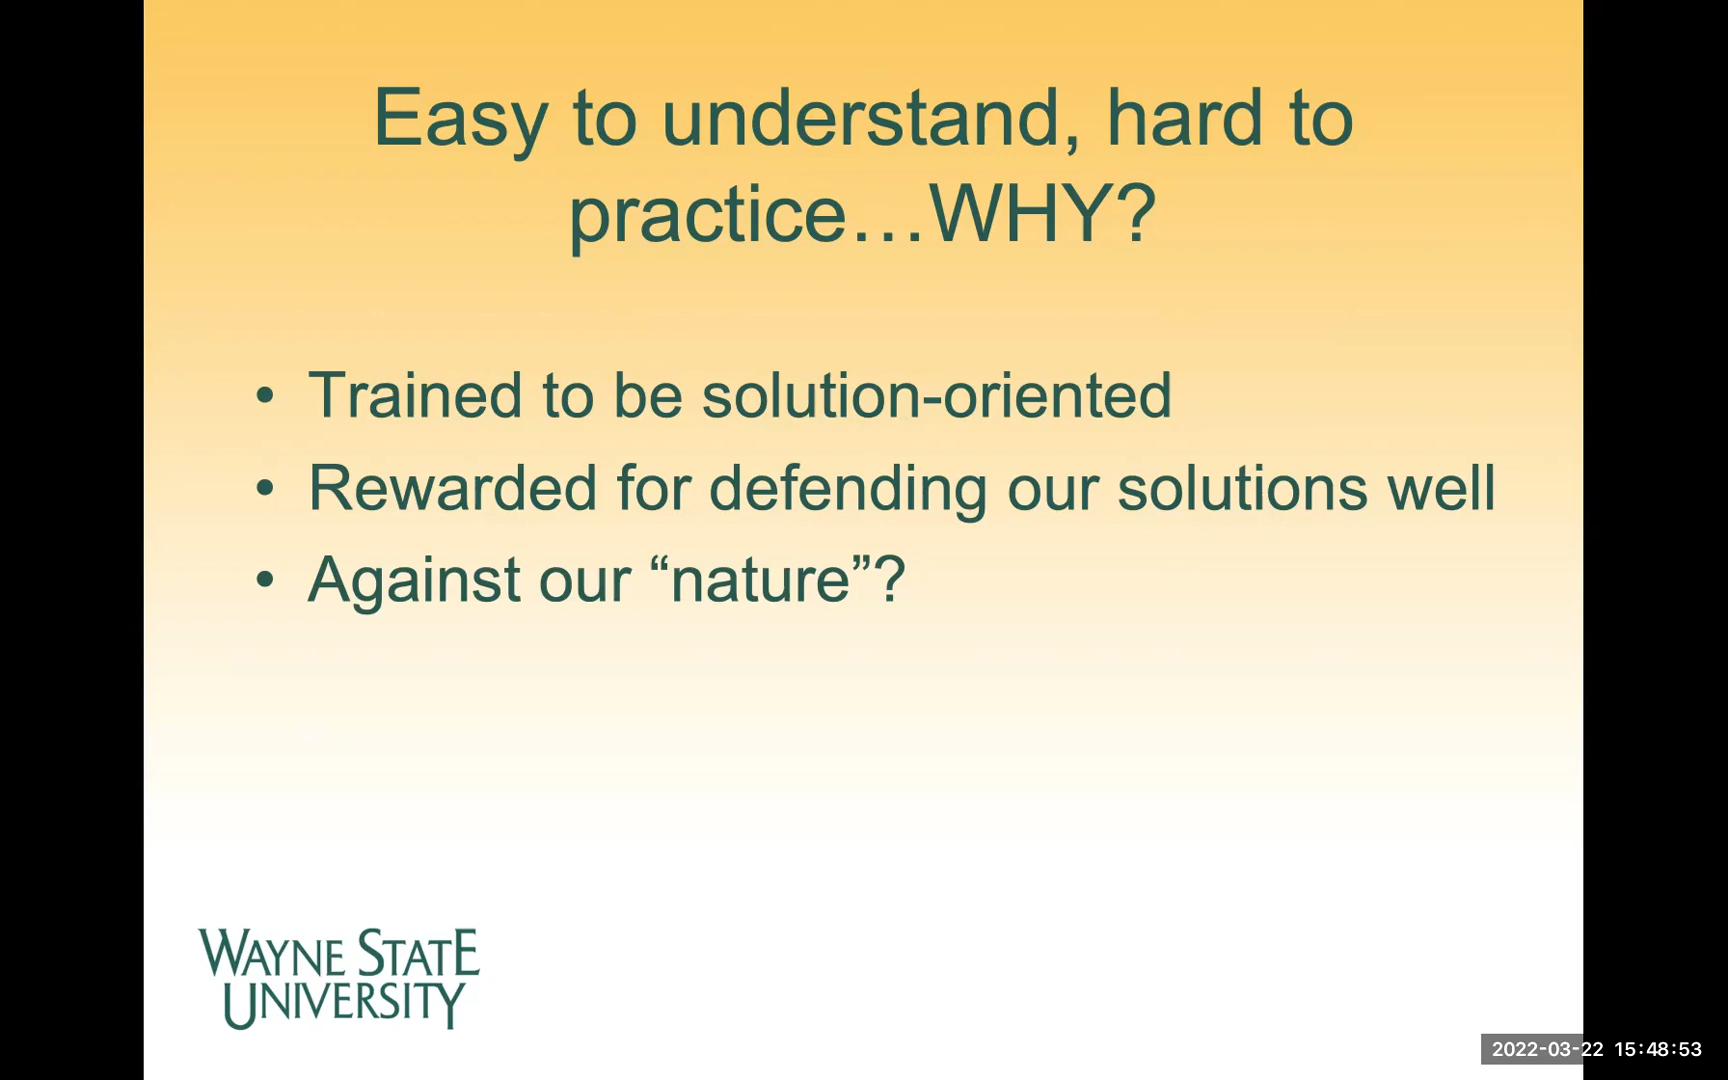 Easy to understand, hard to
practice…WHY?
• Trained to be solution-oriented
• Rewarded for defending our solutions well
• Against our “nature”?
WAYNE STATE
UNIVERSITY
2022-03-22 15:48:53